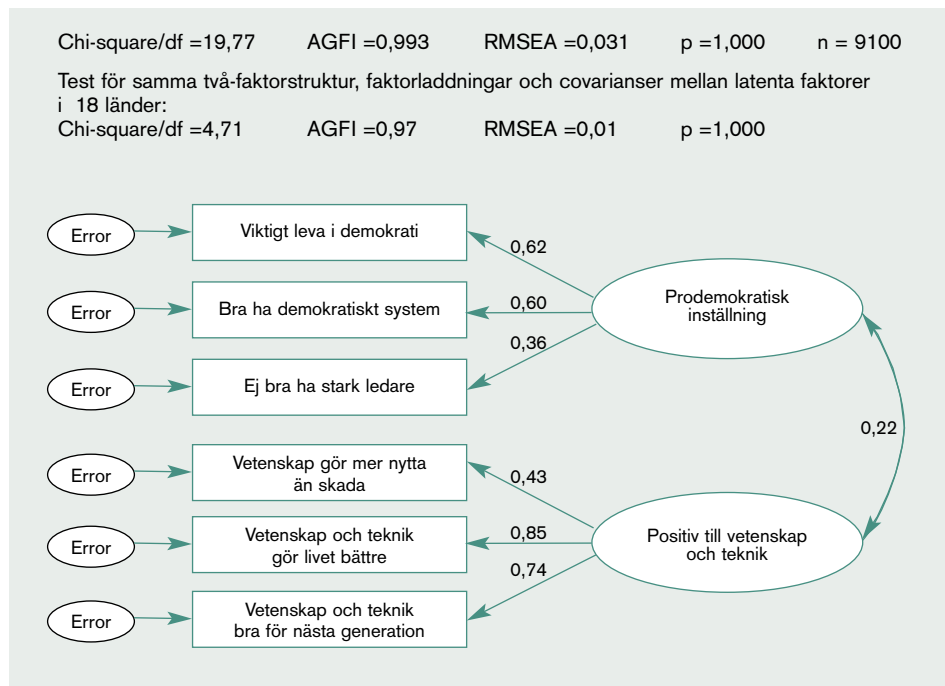 Chi-square/df =19,77 AGFI =0,993 RMSEA =0,031 p =1,000 n = 9100
Test för samma två-faktorstruktur, faktorladdningar och covarianser mellan latenta faktorer
i 18 länder:
Chi-square/df =4,71 AGFI =0,97 RMSEA =0,01 p =1,000
Error
Viktigt leva i demokrati
0,62
Error
Bra ha demokratiskt system
0,60
Prodemokratisk
inställning
0,36
Error
Ej bra ha stark ledare
0,22
Error
Vetenskap gör mer nytta
än skada
0,43
Error
Vetenskap och teknik
gör livet bättre
0,85
Positiv till vetenskap
och teknik
0,74
Error
Vetenskap och teknik
bra för nästa generation